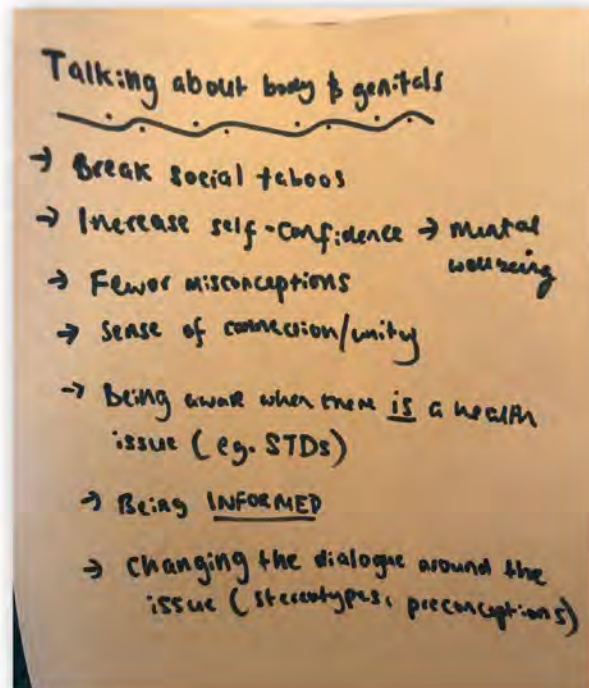 Talking about body & genitals
→ Break social taboos
→ Increase self-confidence → mental
wellbeing
→ Fewer misconceptions
→ Sense of connection/unity
→ Being aware when there is a health
issue (eg. STDs)
→ Being INFORMED
→ Changing the dialogue around the
issue (stereotypes, preconceptions)